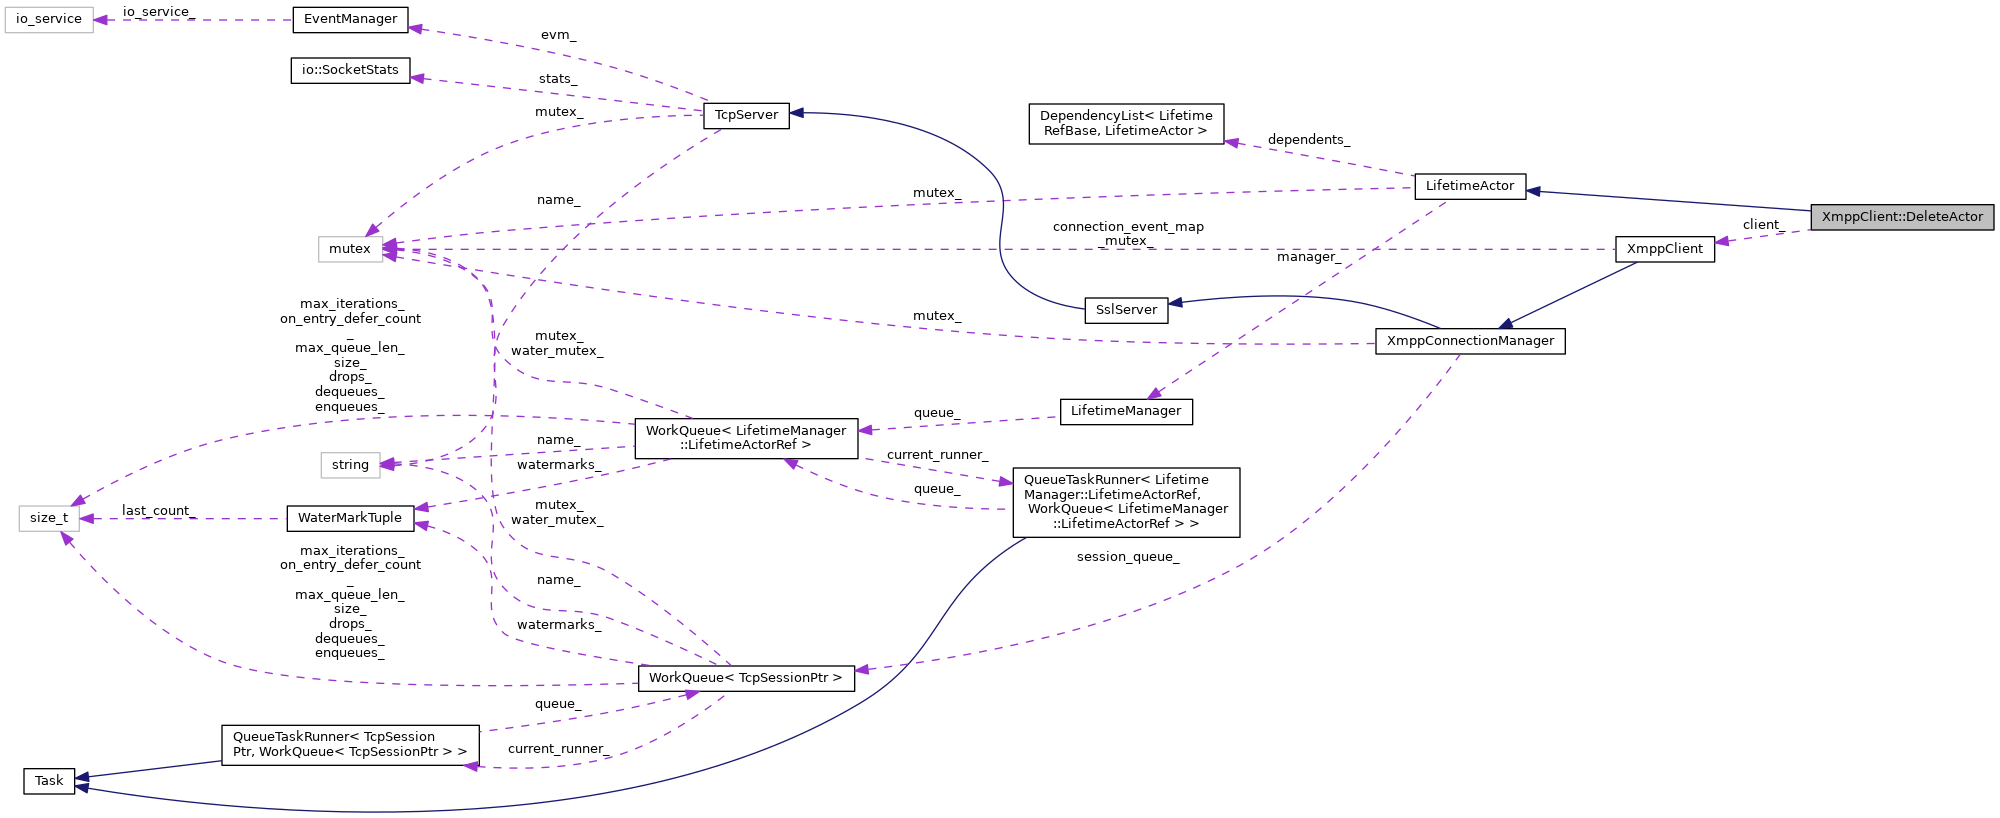 io_service
io_service_
EventManager
evm_
io::SocketStats
stats_
mutex_
TcpServer
DependencyList< Lifetime
RefBase, LifetimeActor >
dependents_
LifetimeActor
XmppClient::DeleteActor
name_
mutex_
client_
connection_event_map
_mutex_
mutex
XmppClient
manager_
max_iterations_
on_entry_defer_count
_
max_queue_len_
size_
drops_
dequeues_
enqueues_
SslServer
mutex_
mutex_
water_mutex_
XmppConnectionManager
LifetimeManager
queue_
WorkQueue< LifetimeManager
::LifetimeActorRef >
name_
string
watermarks_
current_runner_
queue_
QueueTaskRunner< Lifetime
Manager::LifetimeActorRef,
WorkQueue< LifetimeManager
::LifetimeActorRef > >
size_t
last_count_
WaterMarkTuple
mutex_
water_mutex_
max_iterations_
on_entry_defer_count
_
max_queue_len_
size_
drops_
dequeues_
enqueues_
session_queue_
name_
watermarks_
WorkQueue< TcpSessionPtr >
queue_
QueueTaskRunner< TcpSession
Ptr, WorkQueue< TcpSessionPtr > >
current_runner_
Task